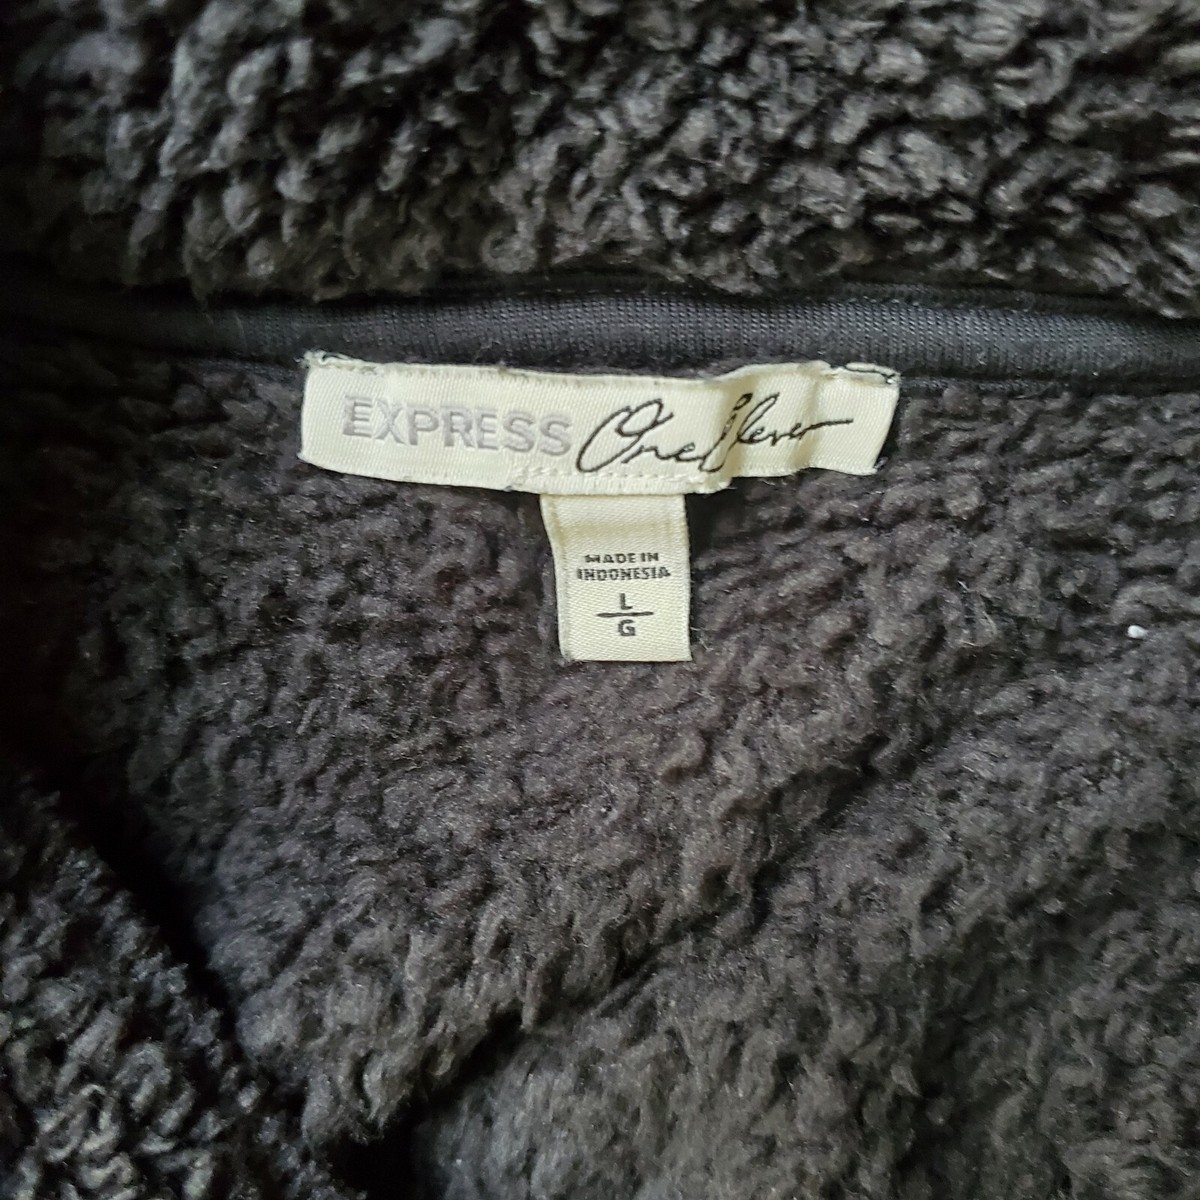 EXPRESS One Eleven
MADE IN
INDONESIA
L
G